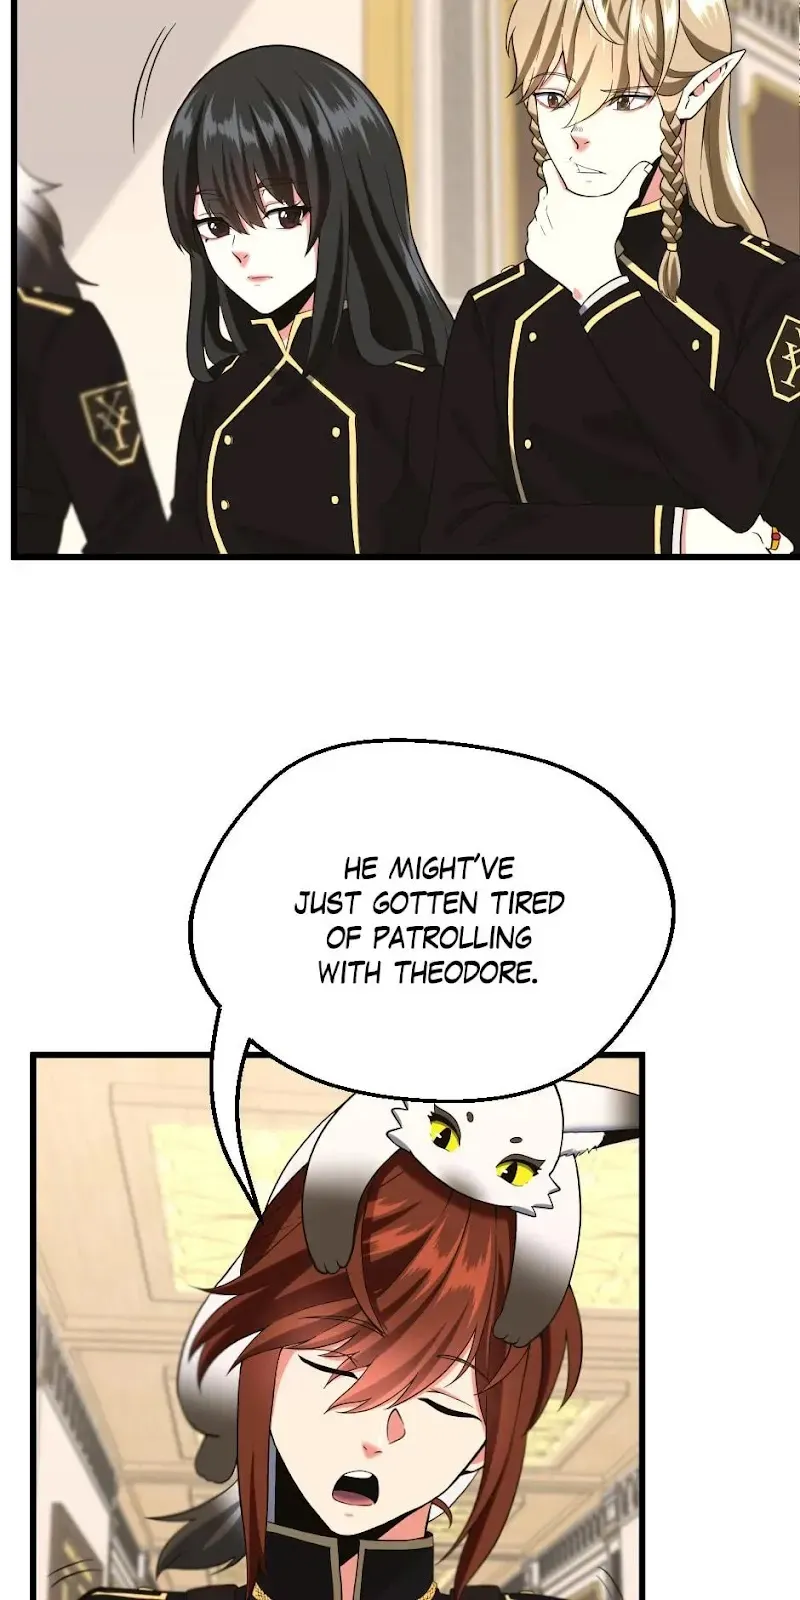 HE MIGHT'VE
JUST GOTTEN TIRED
OF PATROLLING
WITH THEODORE.